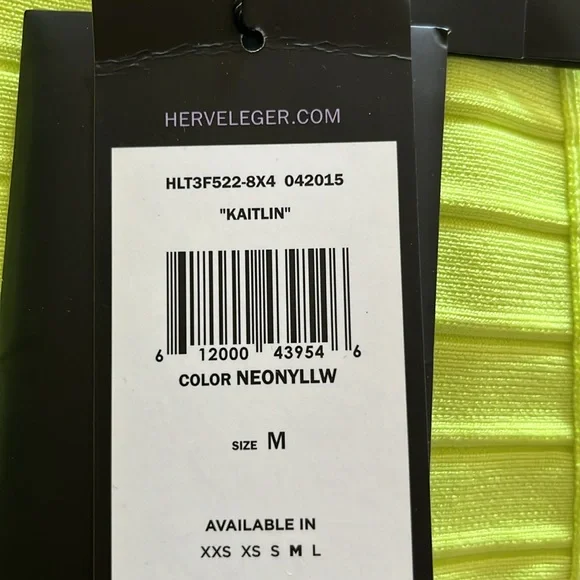 HERVELEGER.COM
HLT3F522-8X4 042015
"KAITLIN"
6 12000 43954 6
COLOR NEONYLLW
SIZE M
AVAILABLE IN
XXS XS S M L